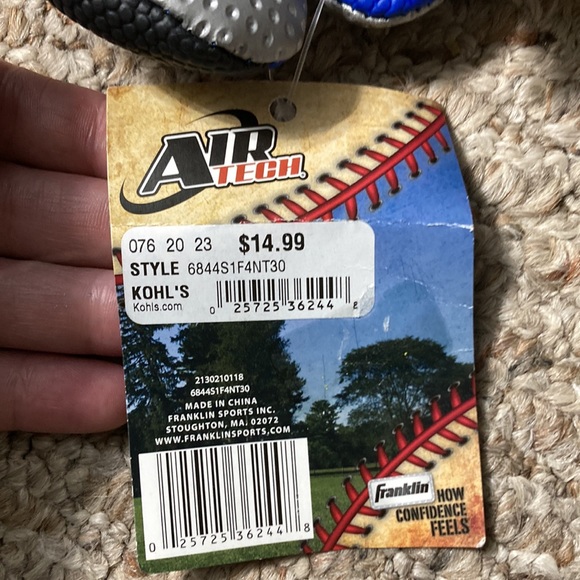 AIR
TECH®
076 20 23 $14.99
STYLE 6844S1F4NT30
KOHL'S
Kohls.com
0 25725 36244 8
2130210118
6844S1F4NT30
MADE IN CHINA
FRANKLIN SPORTS INC.
STOUGHTON, MA. 02072
WWW.FRANKLINSPORTS.COM
0 25725 36244 8
Franklin HOW
CONFIDENCE
FEELS